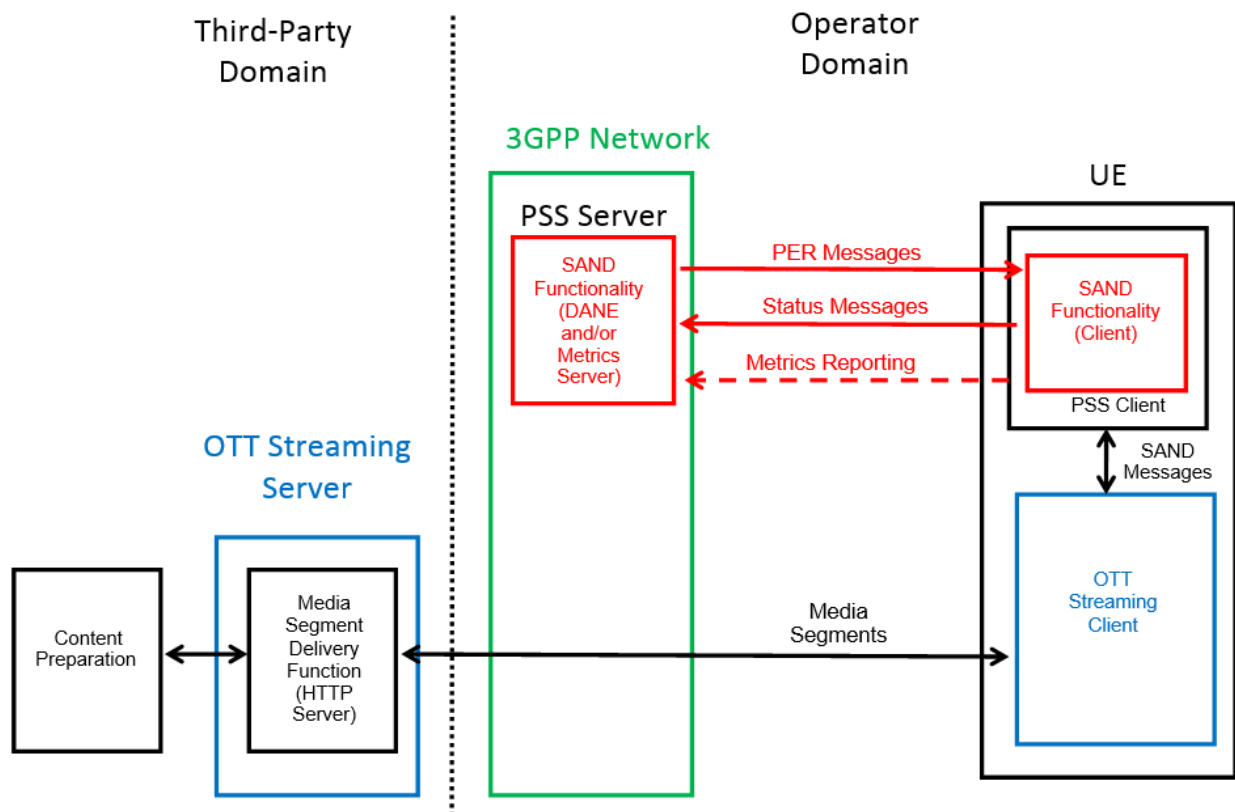 Third-Party
Domain
Operator
Domain
3GPP Network
UE
PSS Server
SAND
Functionality
(DANE
and/or
Metrics
Server)
PER Messages
Status Messages
Metrics Reporting
SAND
Functionality
(Client)
PSS Client
SAND
Messages
OTT Streaming
Server
Content
Preparation
Media
Segment
Delivery
Function
(HTTP
Server)
Media
Segments
OTT
Streaming
Client